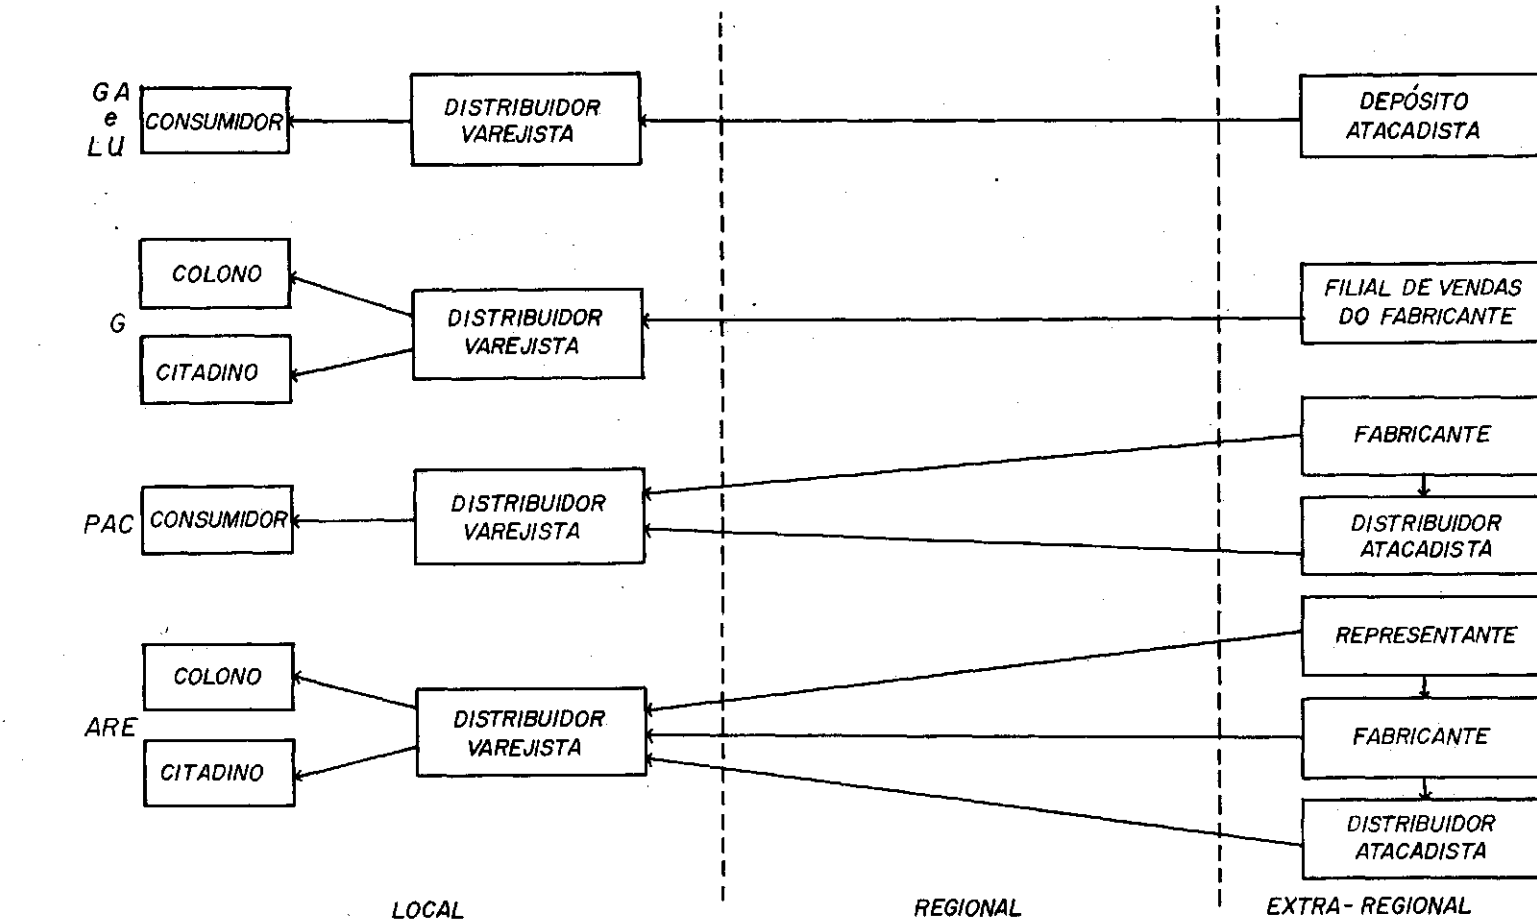 GA
e
LU
CONSUMIDOR
DISTRIBUIDOR
VAREJISTA
DEPÓSITO
ATACADISTA
G
COLONO
CITADINO
DISTRIBUIDOR
VAREJISTA
FILIAL DE VENDAS
DO FABRICANTE
PAC
CONSUMIDOR
DISTRIBUIDOR
VAREJISTA
FABRICANTE
DISTRIBUIDOR
ATACADISTA
ARE
COLONO
CITADINO
DISTRIBUIDOR
VAREJISTA
REPRESENTANTE
FABRICANTE
DISTRIBUIDOR
ATACADISTA
LOCAL
REGIONAL
EXTRA-REGIONAL